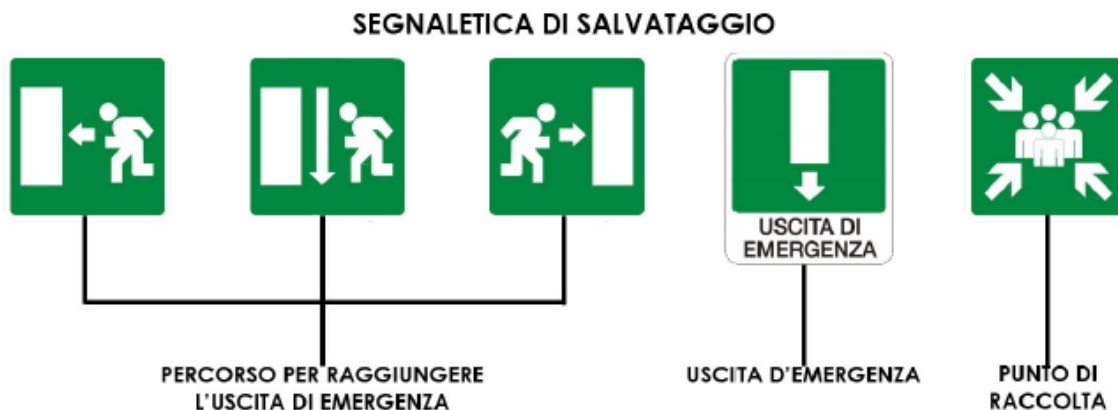 SEGNALETICA DI SALVATAGGIO
USCITA DI
EMERGENZA
PERCORSO PER RAGGIUNGERE
L'USCITA DI EMERGENZA
USCITA D'EMERGENZA
PUNTO DI
RACCOLTA